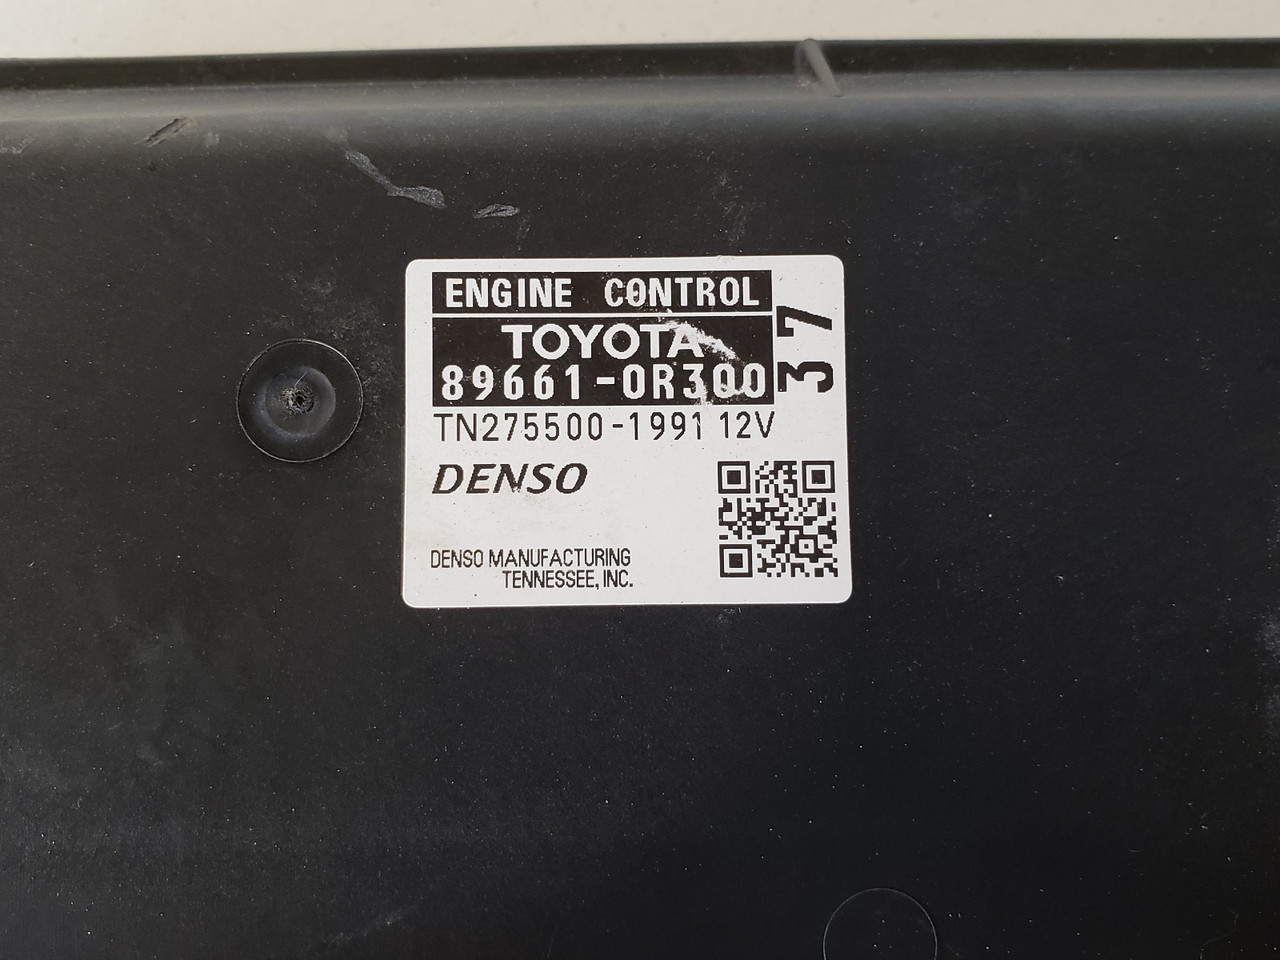 ENGINE CONTROL
TOYOTA
89661-0R300
37
TN275500-1991 12V
DENSO
DENSO MANUFACTURING
TENNESSEE, INC.